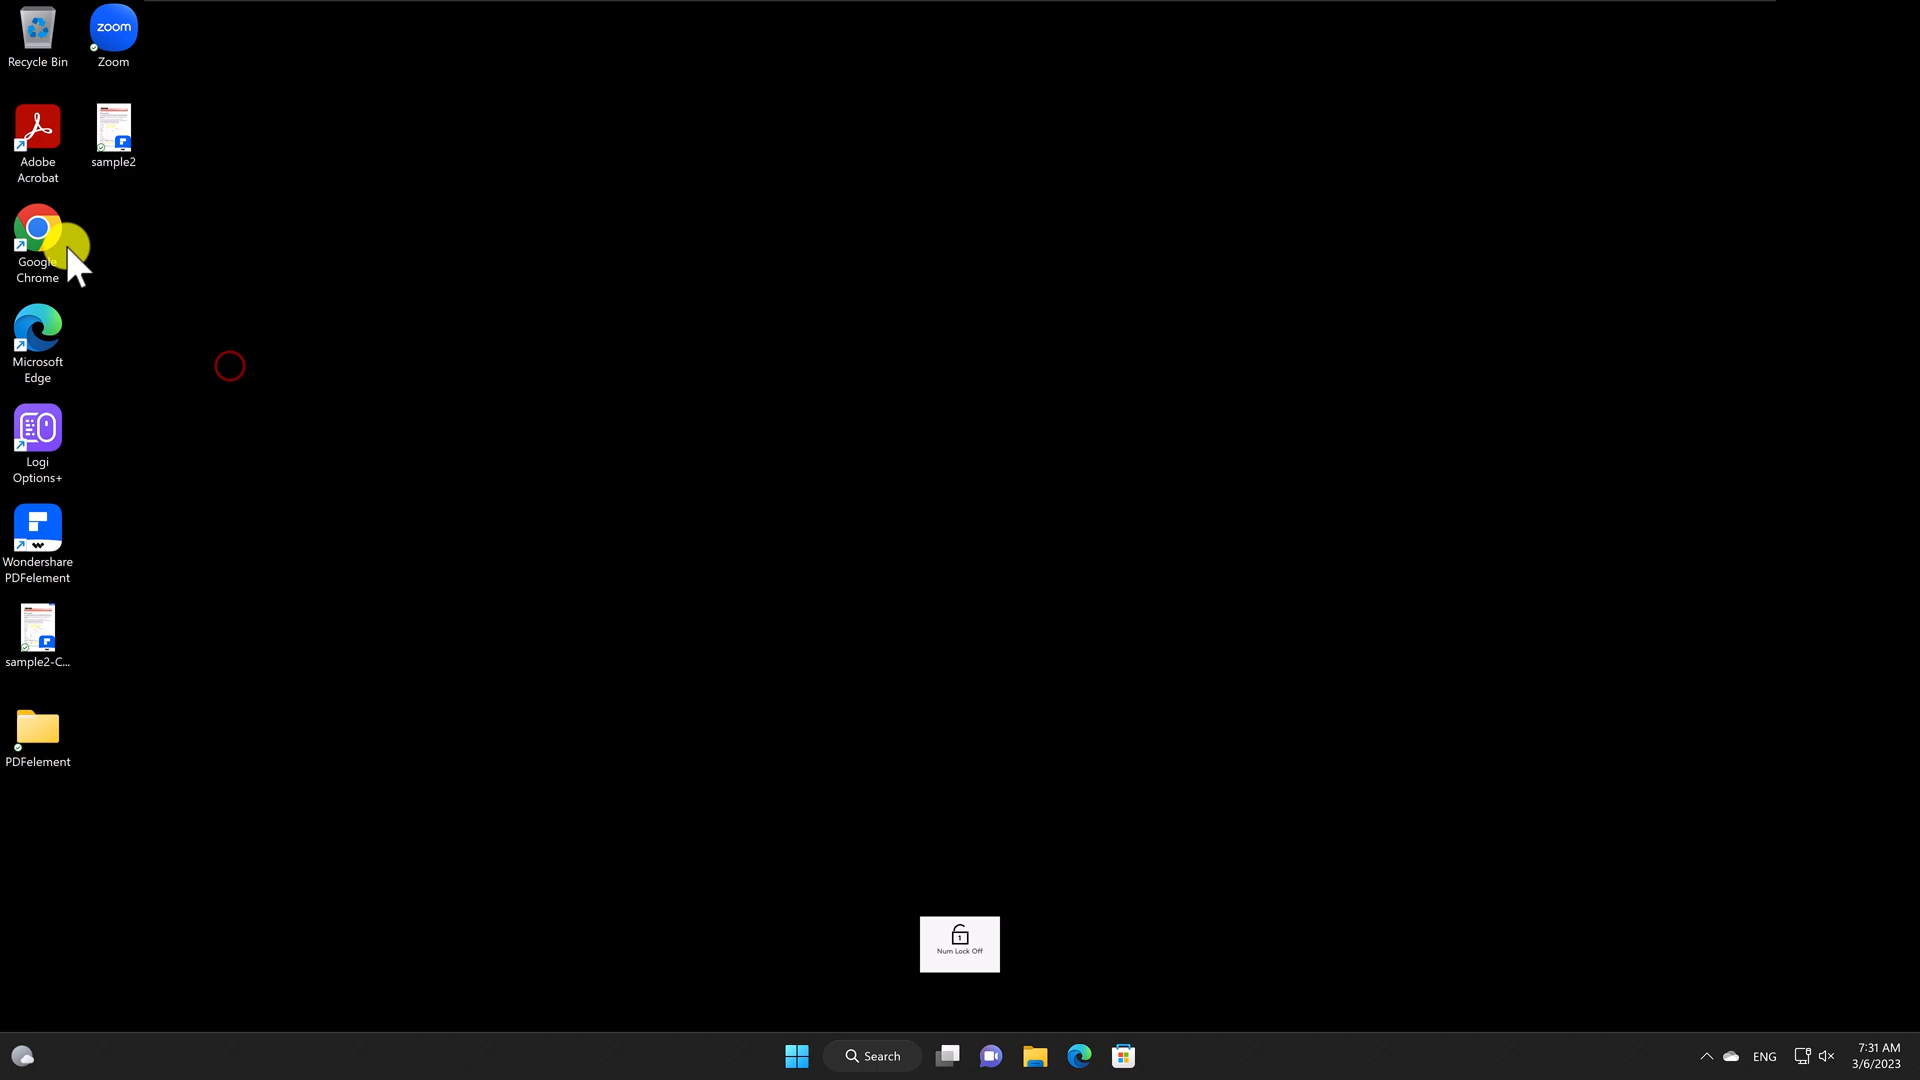 Recycle Bin
zoom
Zoom
Adobe
Acrobat
sample2
Google
Chrome
Microsoft
Edge
Logi
Options+
Wondershare
PDFelement
sample2-C...
PDFelement
1
Num Lock Off
Search
ENG
7:31 AM
3/6/2023